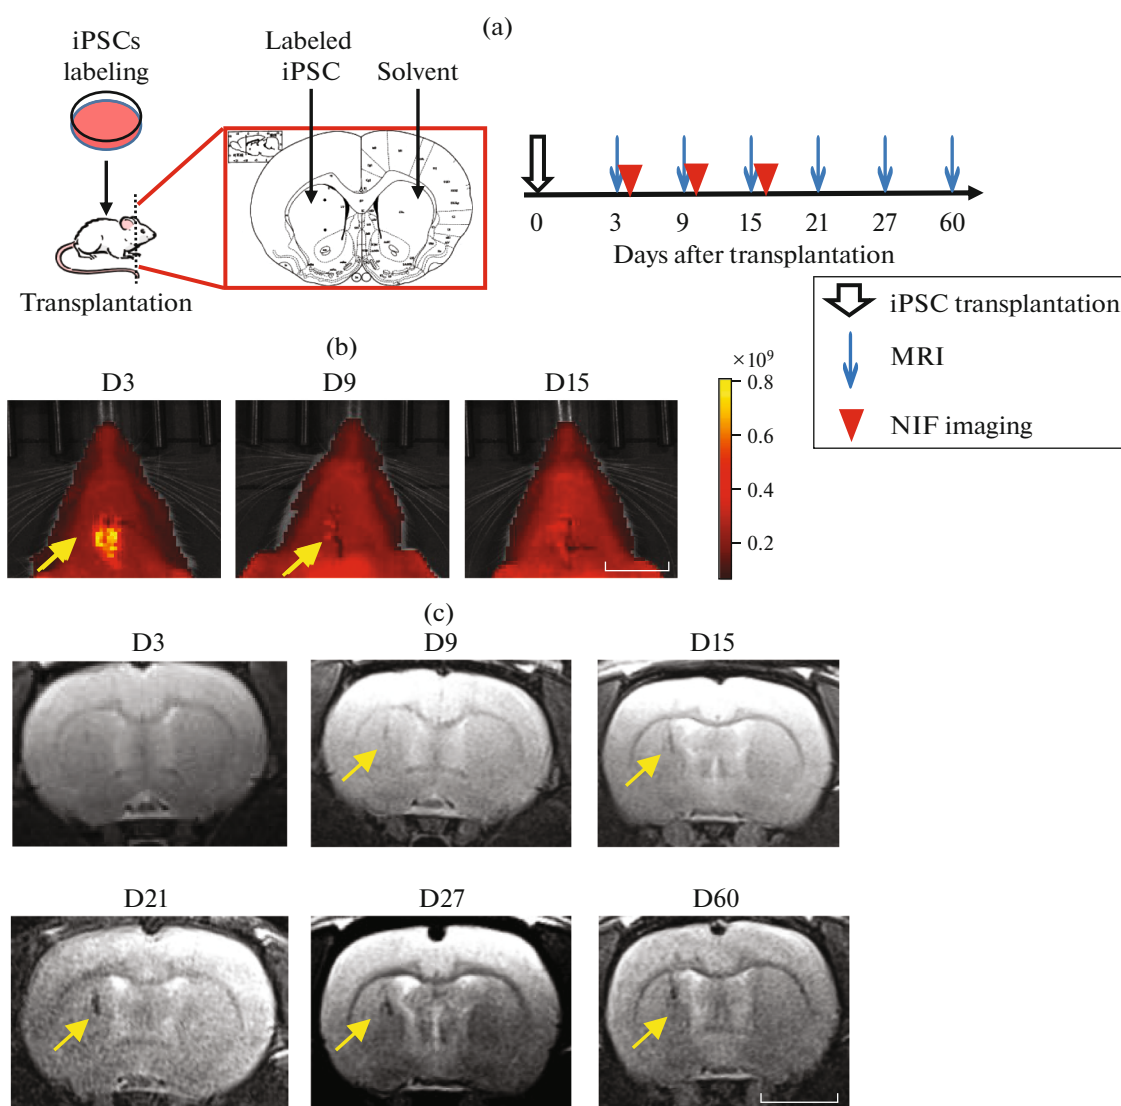 (a)
iPSCs
labeling
Labeled
iPSC
Solvent
Transplantation
0 3 9 15 21 27 60
Days after transplantation
iPSC transplantation
MRI
NIF imaging
(b)
D3 D9 D15
×10⁹
0.8
0.6
0.4
0.2
(c)
D3 D9 D15
D21 D27 D60